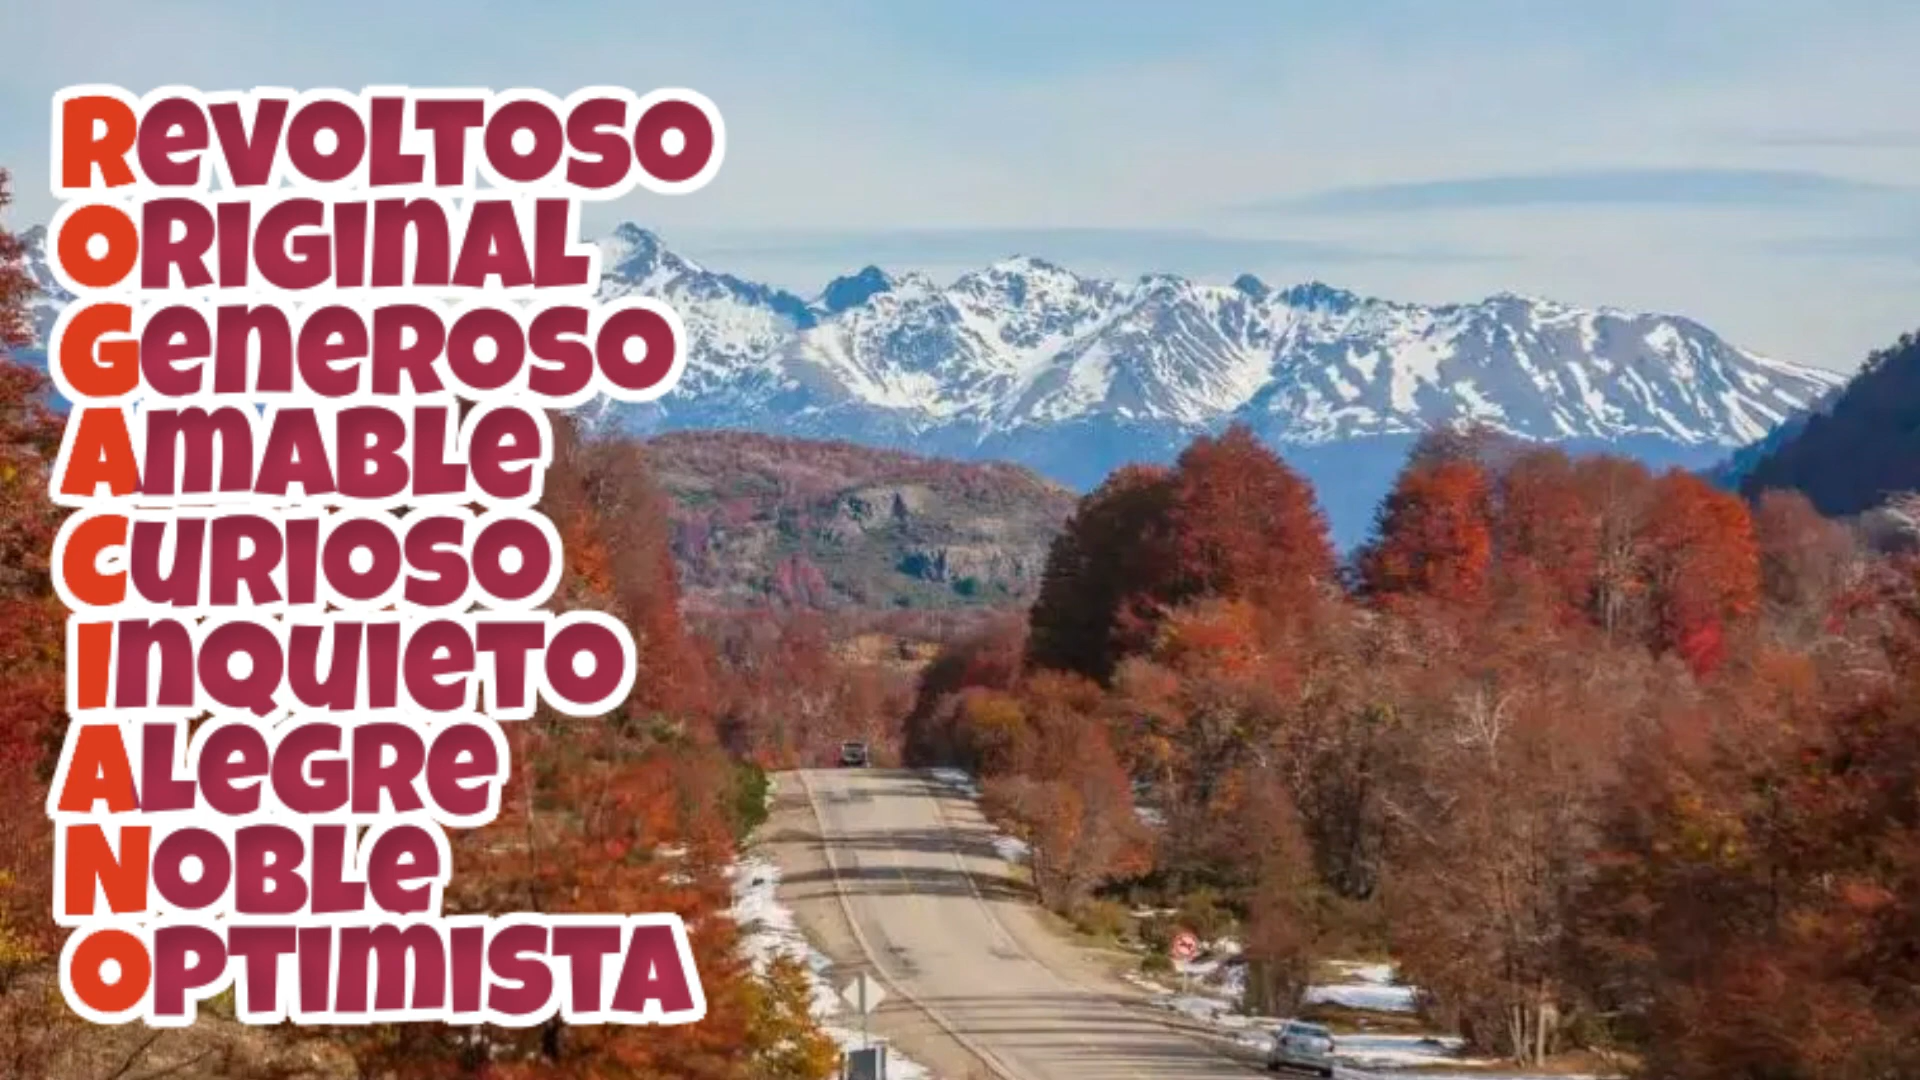 Revoltoso
Original
Generoso
Amable
Curioso
Inquieto
Alegre
Noble
Optimista